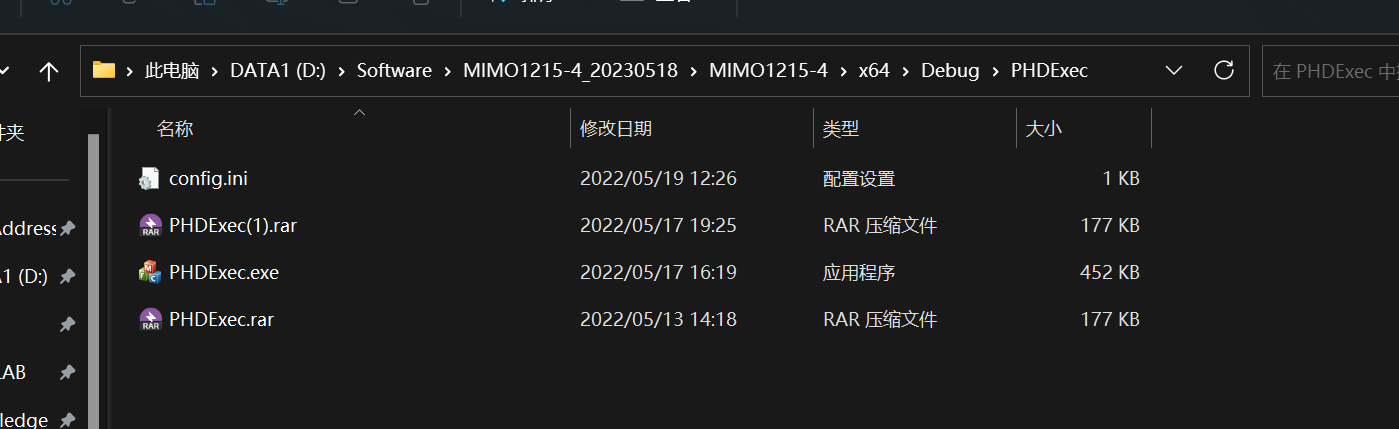 此电脑 DATA1 (D:) Software MIMO1215-4_20230518 MIMO1215-4 x64 Debug PHDExec
在 PHDExec 中
件夹
名称 修改日期 类型 大小
config.ini 2022/05/19 12:26 配置设置 1 KB
Address PHDExec(1).rar 2022/05/17 19:25 RAR 压缩文件 177 KB
A1 (D:) PHDExec.exe 2022/05/17 16:19 应用程序 452 KB
PHDExec.rar 2022/05/13 14:18 RAR 压缩文件 177 KB
LAB
ledge